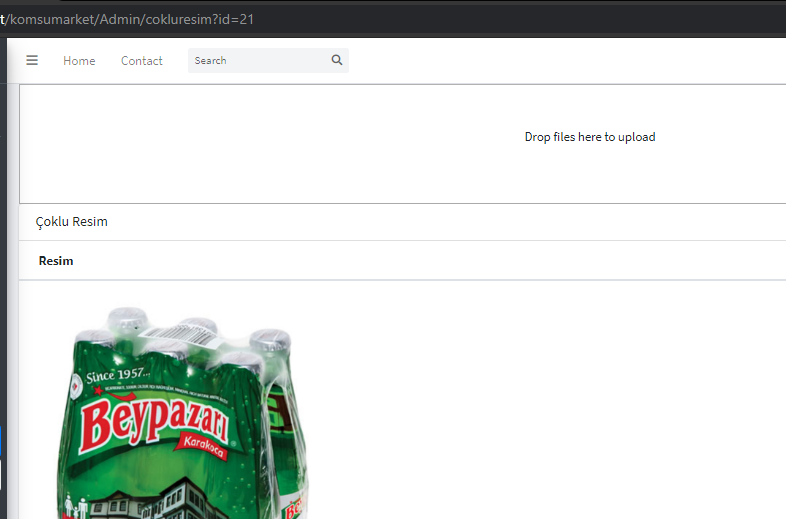 t/komsumarket/Admin/cokluresim?id=21
Home
Contact
Search
Drop files here to upload
Çoklu Resim
Resim
Since 1957...
Beypazarı
Karakoca